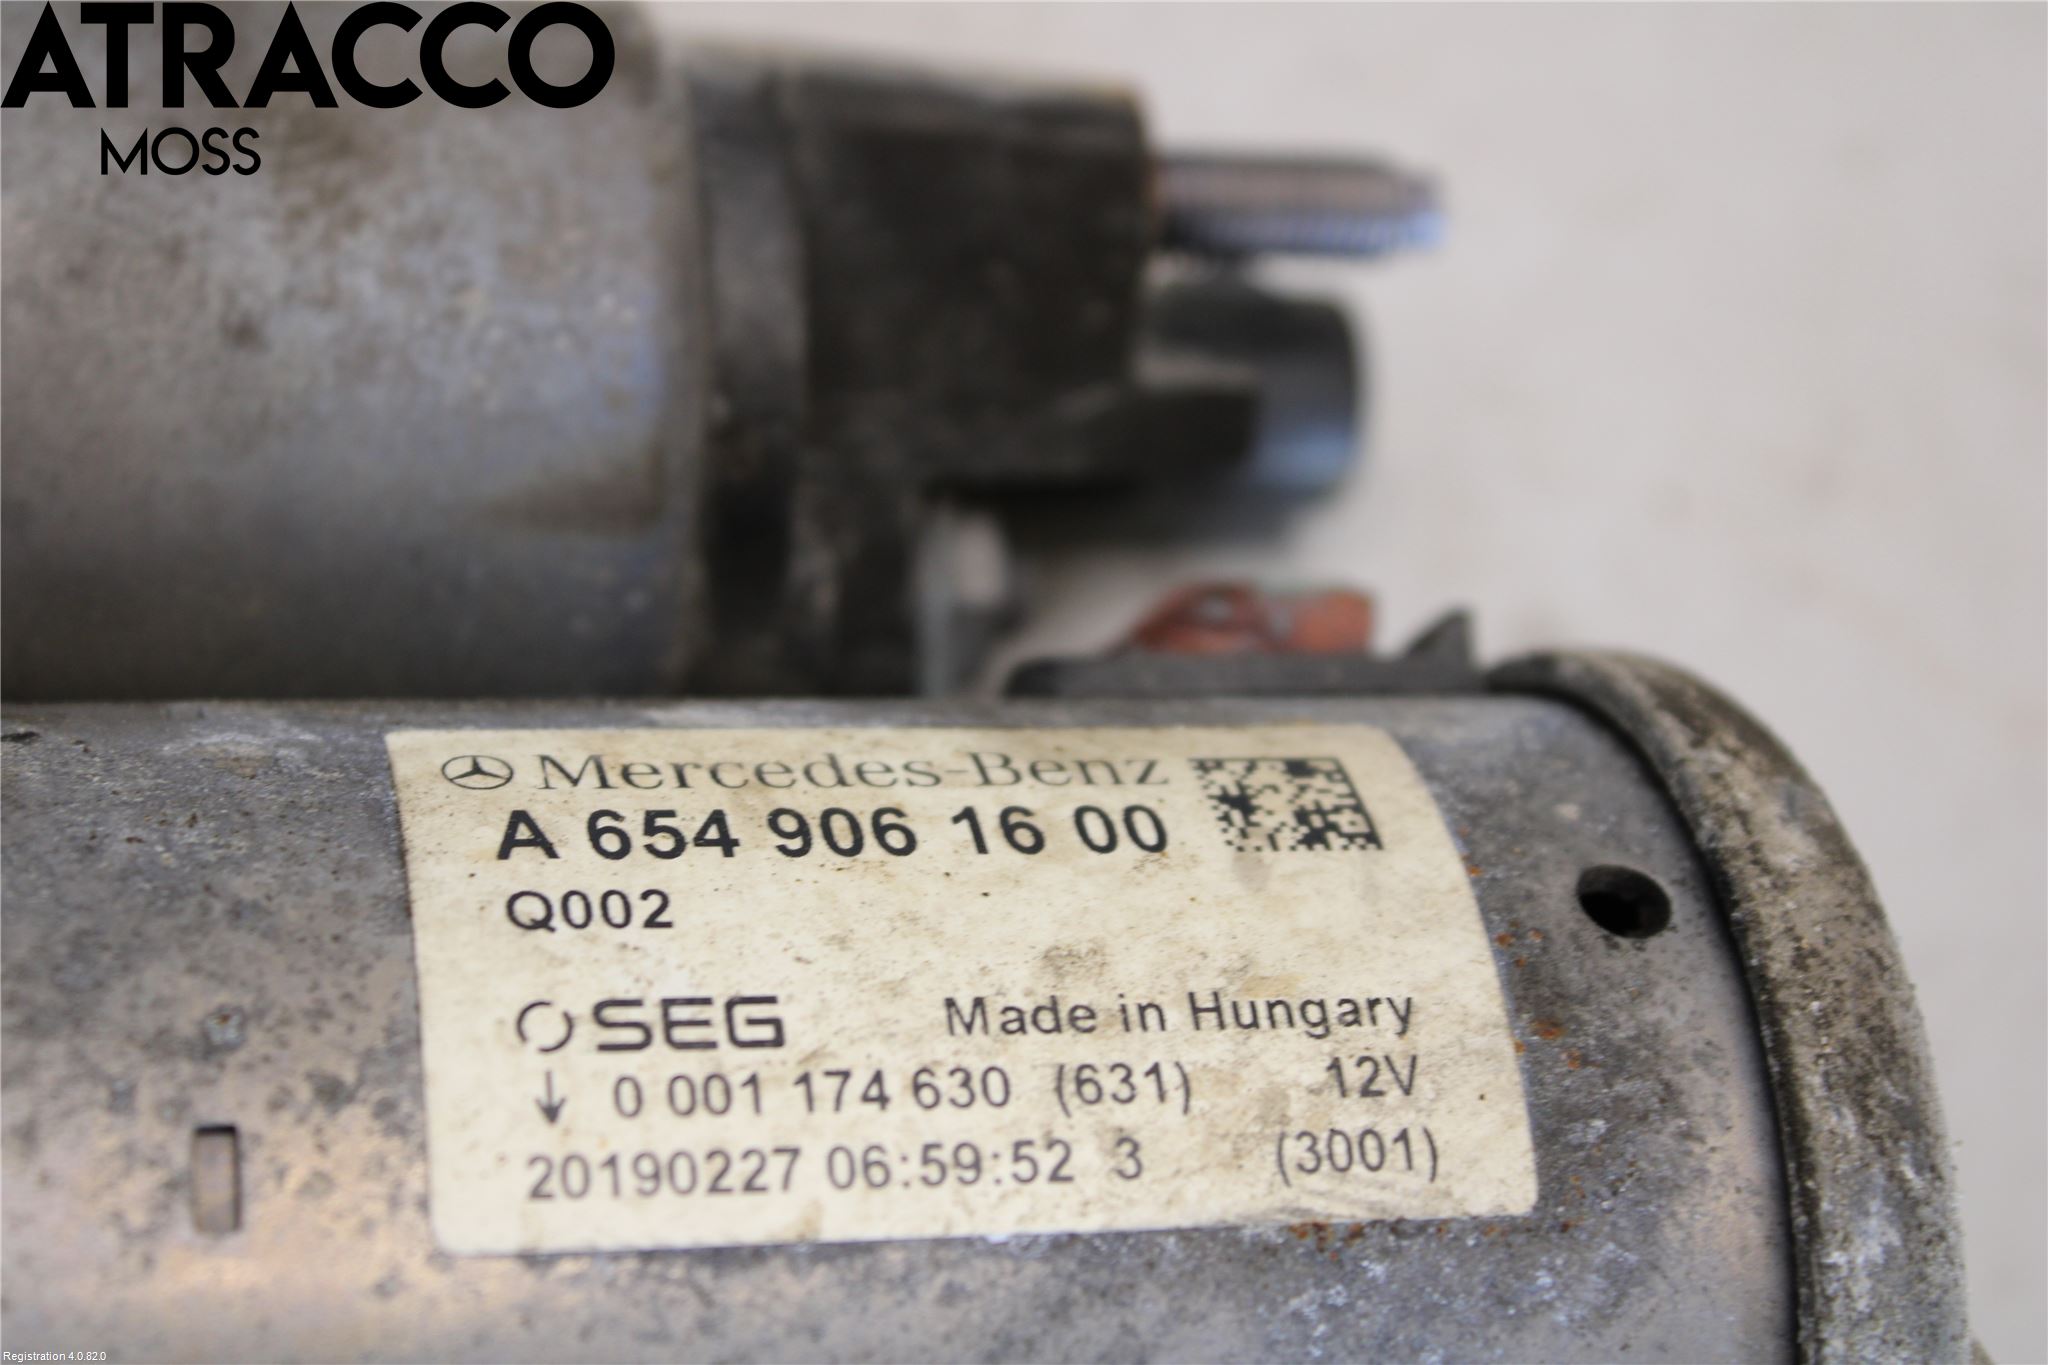 ATRACCO
MOSS
Mercedes-Benz
A 654 906 16 00
Q002
SEG Made in Hungary
↓ 0 001 174 630 (631) 12V
20190227 06:59:52 3 (3001)
Registration 4.0.82.0